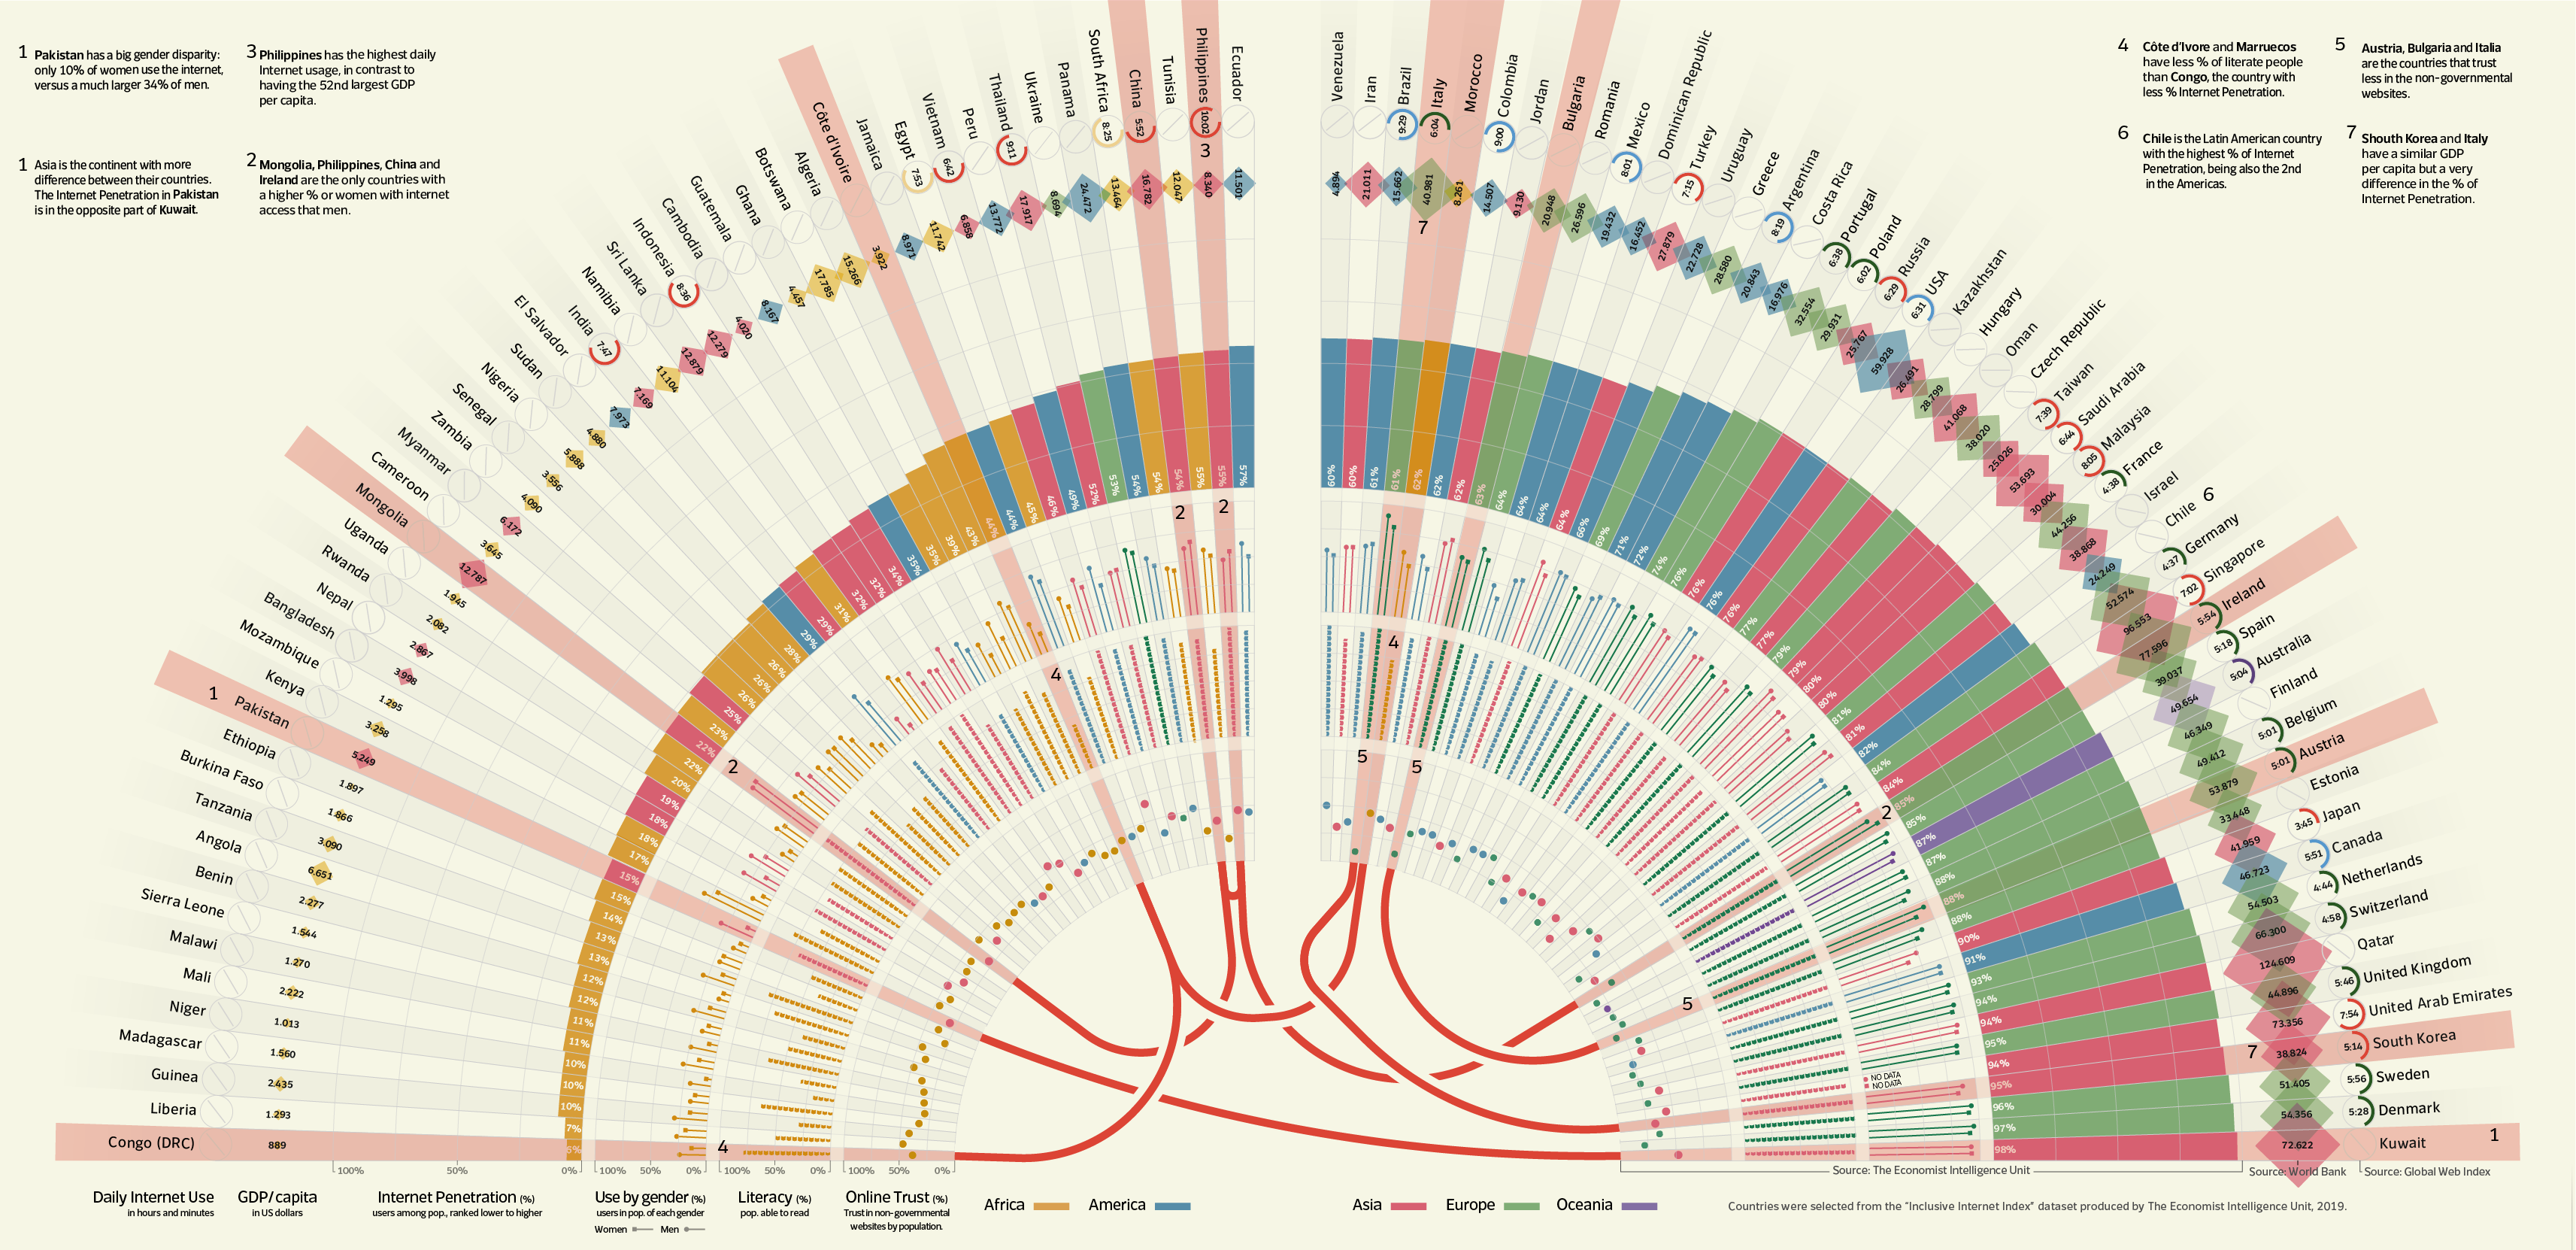 1 Pakistan has a big gender disparity:
only 10% of women use the internet,
versus a much larger 34% of men.
3 Philippines has the highest daily
Internet usage, in contrast to
having the 52nd largest GDP
per capita.
1 Asia is the continent with more
difference between their countries.
The Internet Penetration in Pakistan
is in the opposite part of Kuwait.
2 Mongolia, Philippines, China and
Ireland are the only countries with
a higher % or women with internet
access that men.
4 Côte d'Ivore and Marruecos
have less % of literate people
than Congo, the country with
less % Internet Penetration.
5 Austria, Bulgaria and Italia
are the countries that trust
less in the non-governmental
websites.
6 Chile is the Latin American country
with the highest % of Internet
Penetration, being also the 2nd
in the Americas.
7 Shouth Korea and Italy
have a similar GDP
per capita but a very
difference in the % of
Internet Penetration.
Congo (DRC) 889
Liberia 1.293 7%
Guinea 2.435 10%
Madagascar 1.560 10%
Niger 1.013 10%
Mali 2.222 11%
Malawi 1.270 11%
Sierra Leone 1.544 12%
Benin 2.277 12%
Angola 6.651 13%
Tanzania 3.090 13%
Burkina Faso 1.866 14%
Ethiopia 1.897 15%
1 Pakistan 5.249 15%
Kenya 3.258 17%
Mozambique 1.295 18%
Bangladesh 3.998 18%
Nepal 2.867 19%
Rwanda 2.082 20%
Uganda 1.945 22%
Mongolia 12.787 22% 2
Cameroon 3.645 23%
Myanmar 6.172 25%
Zambia 4.090 26%
Senegal 3.556 26%
Nigeria 5.888 26%
Sudan 4.880 28%
El Salvador 7.973 29%
India 7:47 7.169 29%
Namibia 11.104 31%
Sri Lanka 12.879 32%
Indonesia 8:36 12.279 32%
Cambodia 4.020 34%
Guatemala 8.167 35%
Ghana 4.457 35%
Botswana 17.785 39%
Algeria 15.266 43%
Côte d'Ivoire 3.922 44% 4
Jamaica 8.971 44%
Egypt 7:53 11.742 45%
Vietnam 6:42 6.858 46%
Peru 13.772 49%
Thailand 9:11 17.917 52%
Ukraine 8.694 53%
Panama 24.472 54%
South Africa 8:25 13.464 54%
China 5:52 16.782 54% 2
Tunisia 12.047 55%
Philippines 10:02 3 8.340 55% 2
Ecuador 11.501 57%
Venezuela 4.894 60%
Iran 21.011 60%
Brazil 9:29 15.662 61%
Italy 6:04 40.981 7 61% 5
Morocco 8.261 62% 4
Colombia 9:00 14.507 62%
Jordan 9.130 62%
Bulgaria 20.948 63% 5
Romania 26.596 64%
Mexico 8:01 19.432 64%
Dominican Republic 16.452 64%
Turkey 7:15 27.879 64%
Uruguay 22.728 66%
Greece 28.580 69%
Argentina 8:19 20.843 71%
Costa Rica 16.976 72%
Portugal 6:38 32.554 74%
Poland 6:02 29.931 76%
Russia 6:29 25.767 76%
USA 6:31 59.928 76%
Kazakhstan 26.491 76%
Hungary 28.799 77%
Oman 41.068 77%
Czech Republic 38.020 79%
Taiwan 7:39 25.026 79%
Saudi Arabia 6:44 53.693 80%
Malaysia 8:05 30.004 80%
France 4:38 44.256 81%
Israel 38.868 81%
Chile 6 24.249 82%
Germany 4:37 52.574 84%
Singapore 7:02 96.553 84%
Ireland 5:54 77.596 85% 2
Spain 5:18 39.037 85%
Australia 5:04 49.654 87%
Finland 46.349 87%
Belgium 5:01 49.412 88%
Austria 5:01 53.879 88% 5
Estonia 33.448 88%
Japan 3:45 41.959 90%
Canada 5:51 46.723 91%
Netherlands 4:44 54.503 93%
Switzerland 4:58 66.300 94%
Qatar 124.609 94%
United Kingdom 5:46 44.896 95%
United Arab Emirates 7:54 73.356 94%
South Korea 5:14 7 38.824 95%
Sweden 5:56 51.405 96%
Denmark 5:28 54.356 97%
Kuwait 1 72.622 98%
NO DATA
NO DATA
4
100% 50% 0% 100% 50% 0% 100% 50% 0% 100% 50% 0%
Source: The Economist Intelligence Unit
Source: World Bank
Source: Global Web Index
Daily Internet Use
in hours and minutes
GDP/capita
in US dollars
Internet Penetration (%)
users among pop., ranked lower to higher
Use by gender (%)
users in pop. of each gender
Women Men
Literacy (%)
pop. able to read
Online Trust (%)
Trust in non-governmental
websites by population.
Africa America Asia Europe Oceania
Countries were selected from the "Inclusive Internet Index" dataset produced by The Economist Intelligence Unit, 2019.